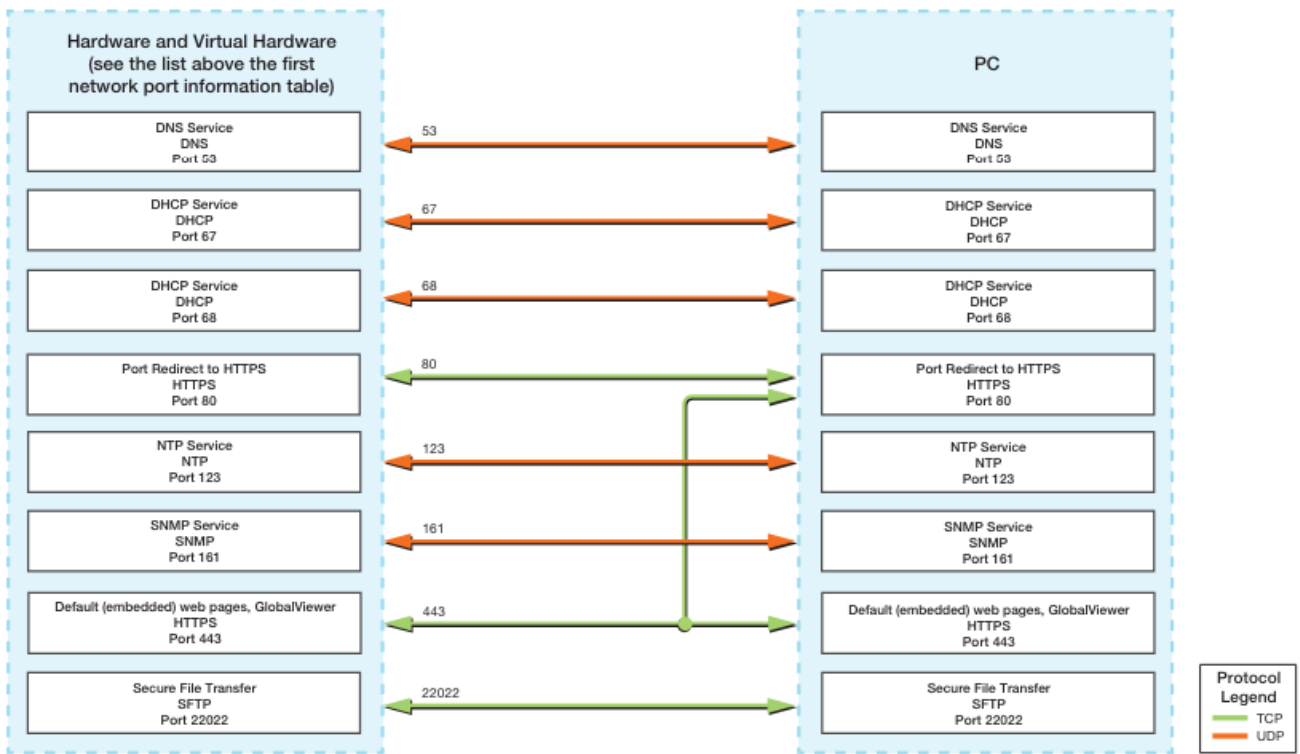 Hardware and Virtual Hardware
(see the list above the first
network port information table)
PC
DNS Service
DNS
Port 53
53
DNS Service
DNS
Port 53
DHCP Service
DHCP
Port 67
67
DHCP Service
DHCP
Port 67
DHCP Service
DHCP
Port 68
68
DHCP Service
DHCP
Port 68
Port Redirect to HTTPS
HTTPS
Port 80
80
Port Redirect to HTTPS
HTTPS
Port 80
NTP Service
NTP
Port 123
123
NTP Service
NTP
Port 123
SNMP Service
SNMP
Port 161
161
SNMP Service
SNMP
Port 161
Default (embedded) web pages, GlobalViewer
HTTPS
Port 443
443
Default (embedded) web pages, GlobalViewer
HTTPS
Port 443
Secure File Transfer
SFTP
Port 22022
22022
Secure File Transfer
SFTP
Port 22022
Protocol
Legend
TCP
UDP